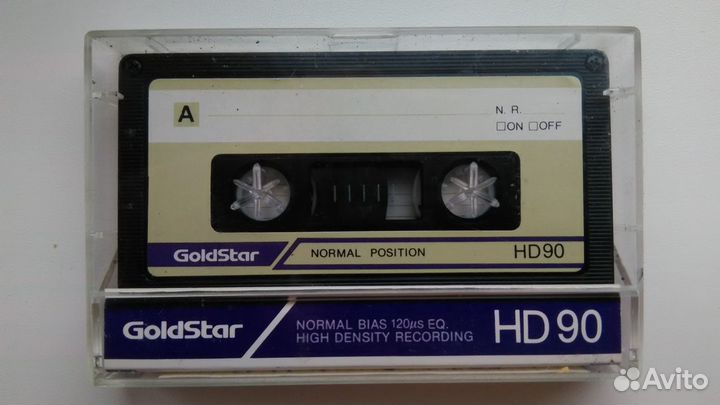 A
N. R.
□ON □OFF
GoldStar NORMAL POSITION HD90
GoldStar NORMAL BIAS 120µs EQ. HD 90
HIGH DENSITY RECORDING
Avito